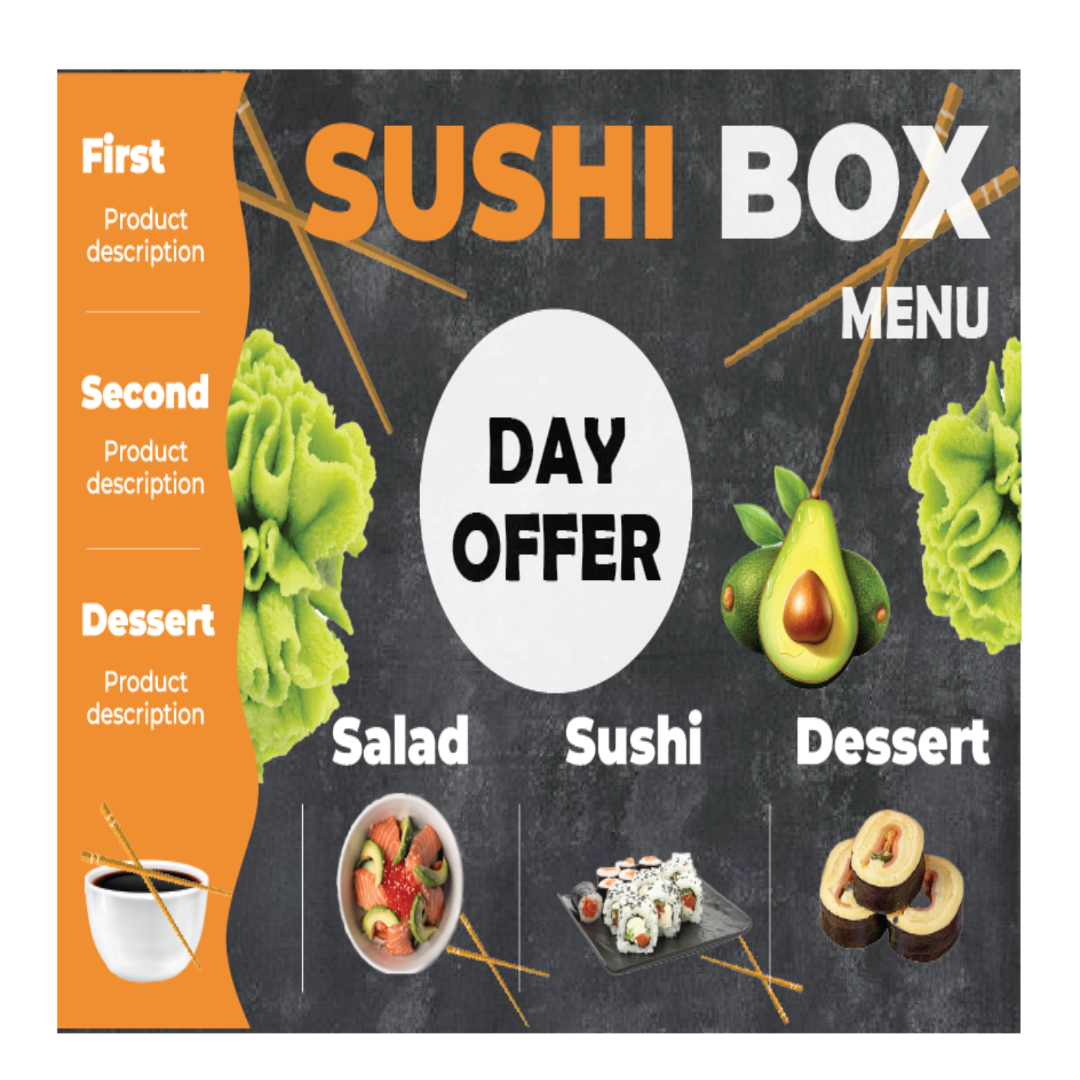 SUSHI BOX
MENU
First
Product
description
Second
Product
description
Dessert
Product
description
DAY
OFFER
Salad
Sushi
Dessert